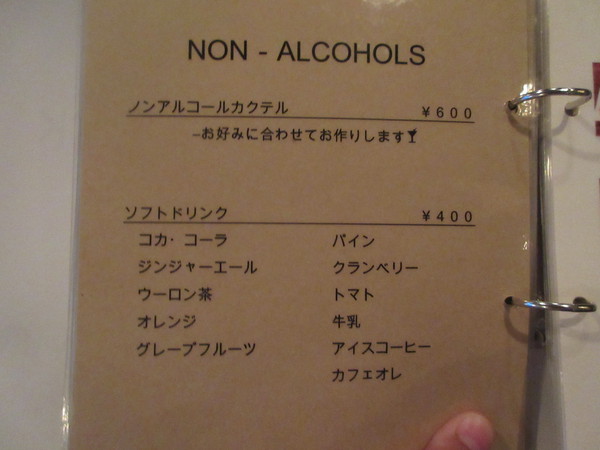 NON - ALCOHOLS
ノンアルコールカクテル ￥６００
–お好みに合わせてお作りします🍸
ソフトドリンク ￥４００
コカ・コーラ
ジンジャーエール
ウーロン茶
オレンジ
グレープフルーツ
パイン
クランベリー
トマト
牛乳
アイスコーヒー
カフェオレ